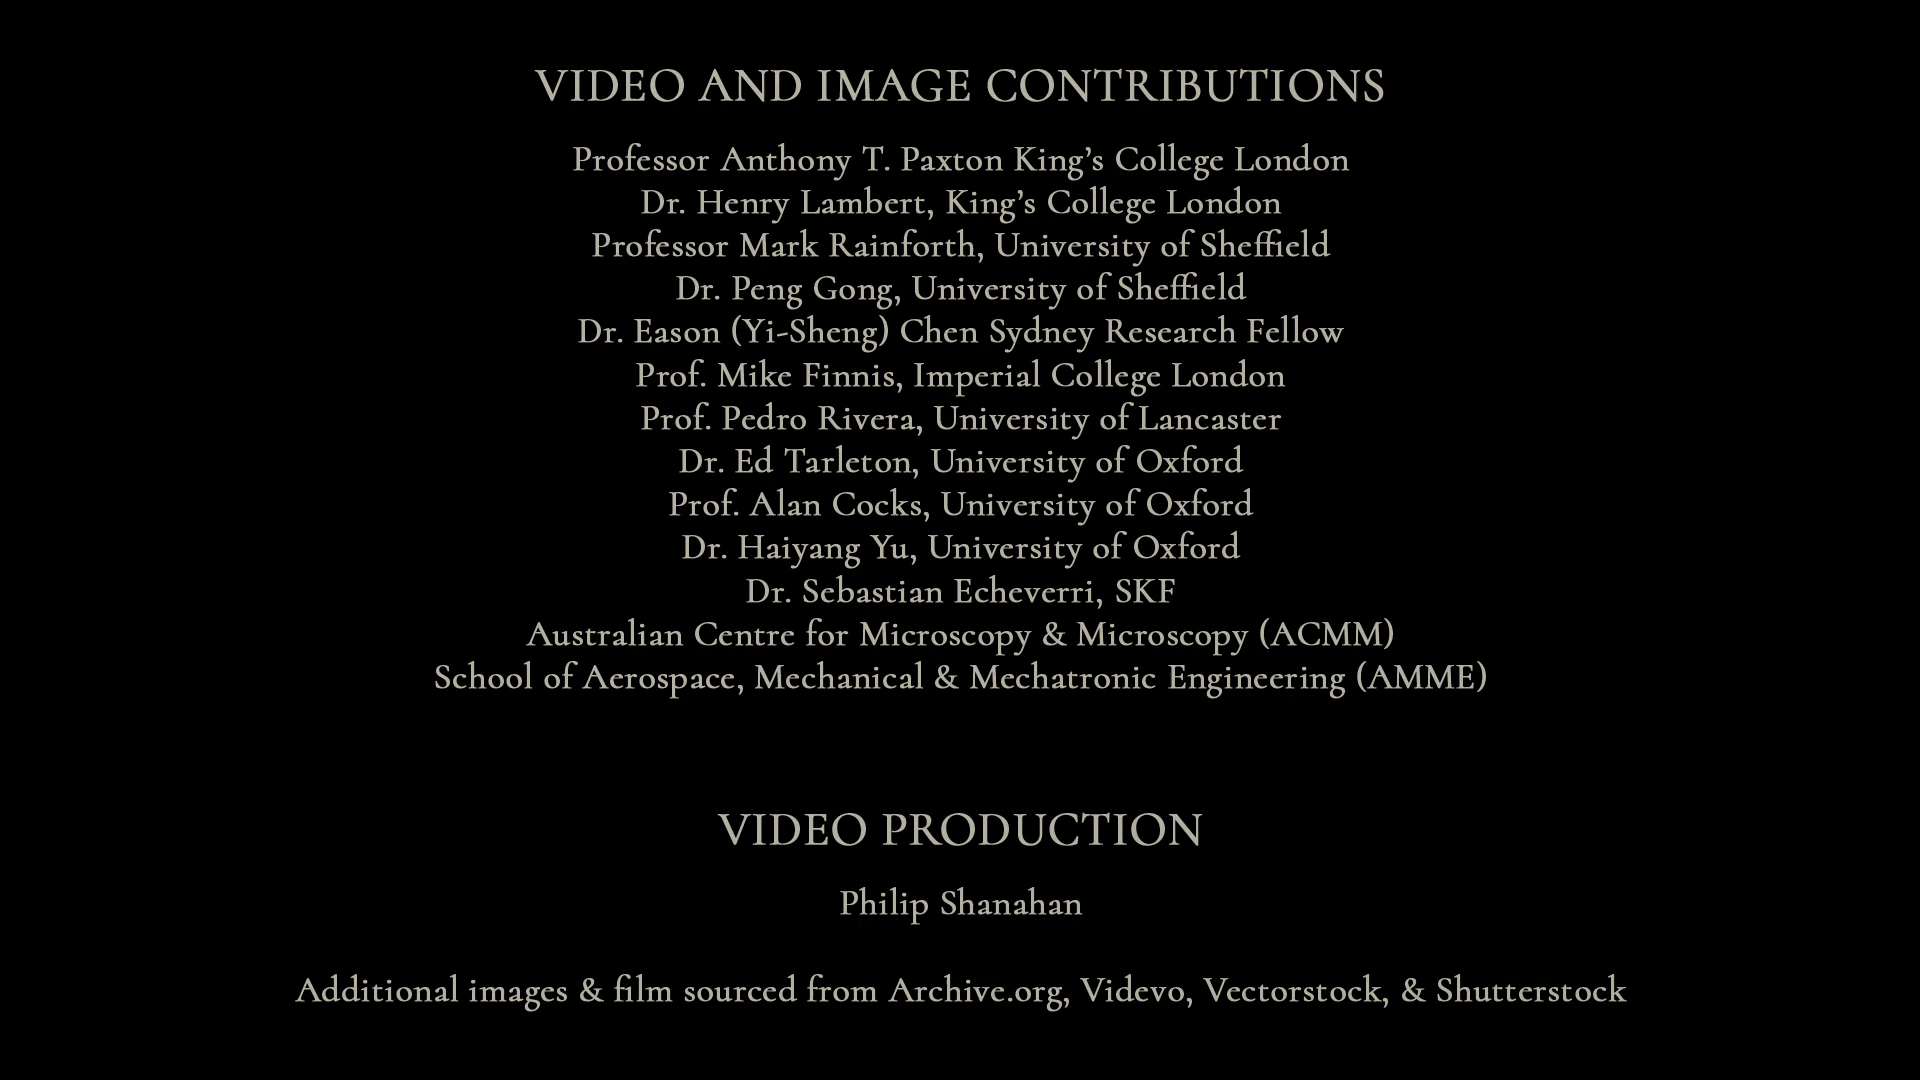 VIDEO AND IMAGE CONTRIBUTIONS
Professor Anthony T. Paxton King’s College London
Dr. Henry Lambert, King’s College London
Professor Mark Rainforth, University of Sheffield
Dr. Peng Gong, University of Sheffield
Dr. Eason (Yi-Sheng) Chen Sydney Research Fellow
Prof. Mike Finnis, Imperial College London
Prof. Pedro Rivera, University of Lancaster
Dr. Ed Tarleton, University of Oxford
Prof. Alan Cocks, University of Oxford
Dr. Haiyang Yu, University of Oxford
Dr. Sebastian Echeverri, SKF
Australian Centre for Microscopy & Microscopy (ACMM)
School of Aerospace, Mechanical & Mechatronic Engineering (AMME)
VIDEO PRODUCTION
Philip Shanahan
Additional images & film sourced from Archive.org, Videvo, Vectorstock, & Shutterstock